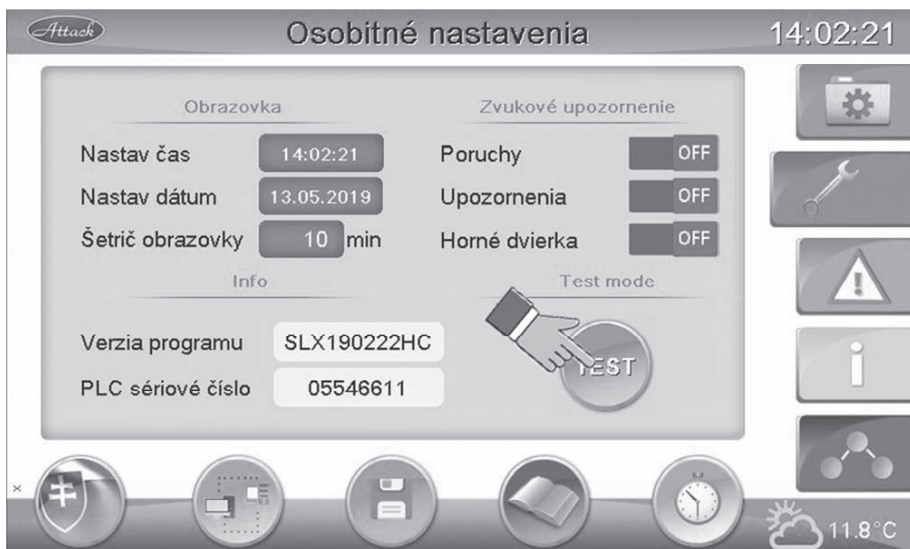 Attack
Osobitné nastavenia
14:02:21
Obrazovka
Nastav čas
14:02:21
Nastav dátum
13.05.2019
Šetrič obrazovky
10 min
Zvukové upozornenie
Poruchy
OFF
Upozornenia
OFF
Horné dvierka
OFF
Info
Verzia programu
SLX190222HC
PLC sériové číslo
05546611
Test mode
TEST
x
11.8°C